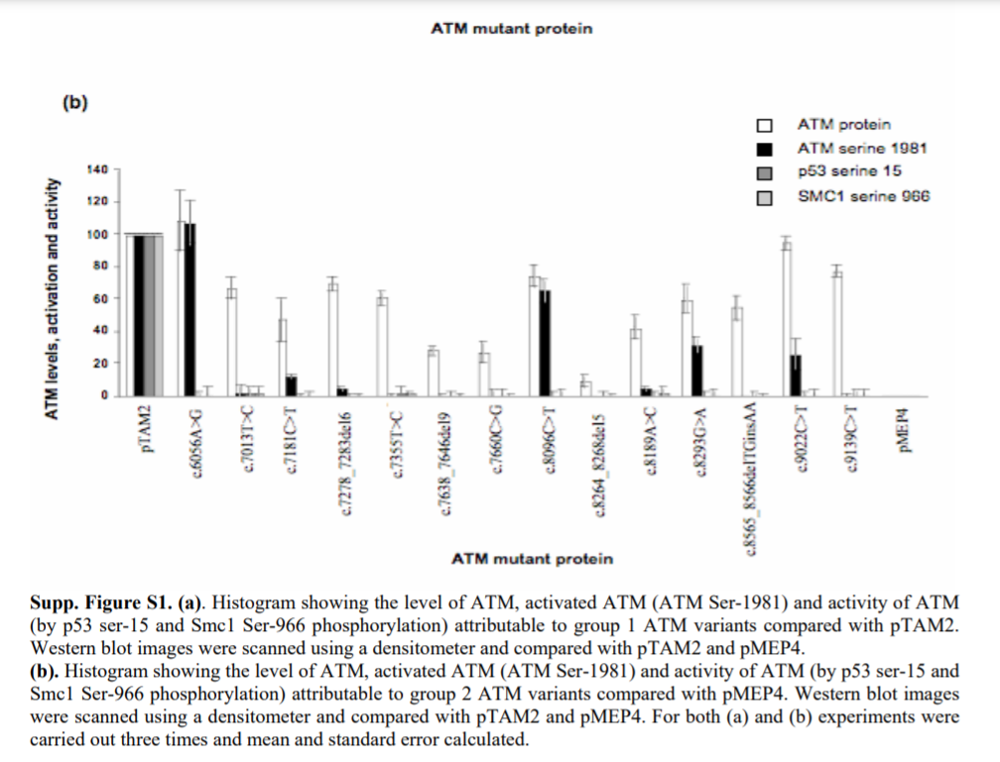 ATM mutant protein
(b)
ATM protein
ATM serine 1981
p53 serine 15
SMC1 serine 966
ATM levels, activation and activity
140
120
100
80
60
40
20
0
pTAM2
c.6056A>G
c.7013T>C
c.7181C>T
c.7278_7283del6
c.7355T>C
c.7638_7646del9
c.7660C>G
c.8096C>T
c.8264_8268del5
c.8189A>C
c.8293G>A
c.8565_8566delTGinsAA
c.9022C>T
c.9139C>T
pMEP4
ATM mutant protein
Supp. Figure S1. (a). Histogram showing the level of ATM, activated ATM (ATM Ser-1981) and activity of ATM
(by p53 ser-15 and Smc1 Ser-966 phosphorylation) attributable to group 1 ATM variants compared with pTAM2.
Western blot images were scanned using a densitometer and compared with pTAM2 and pMEP4.
(b). Histogram showing the level of ATM, activated ATM (ATM Ser-1981) and activity of ATM (by p53 ser-15 and
Smc1 Ser-966 phosphorylation) attributable to group 2 ATM variants compared with pMEP4. Western blot images
were scanned using a densitometer and compared with pTAM2 and pMEP4. For both (a) and (b) experiments were
carried out three times and mean and standard error calculated.